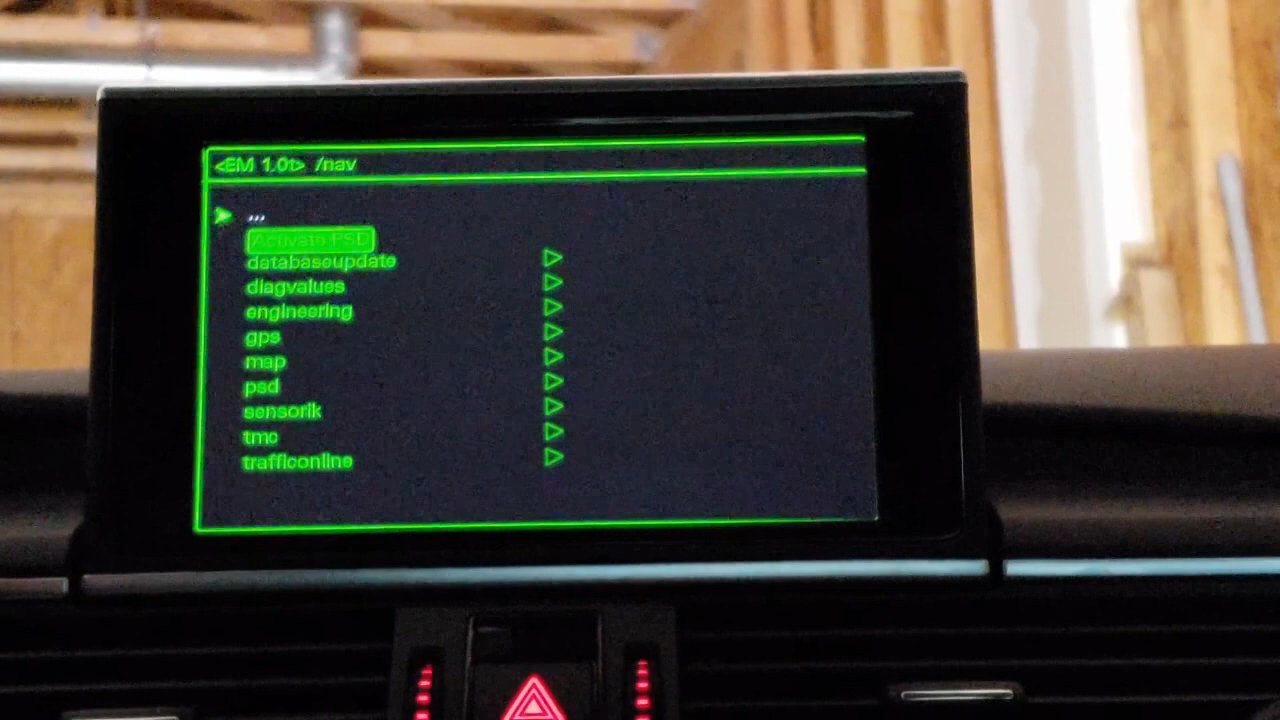 <EM 1.0t> /nav
...
Activate PSD
databaseupdate
diagvalues
engineering
gps
map
psd
sensorik
tmc
trafficonline